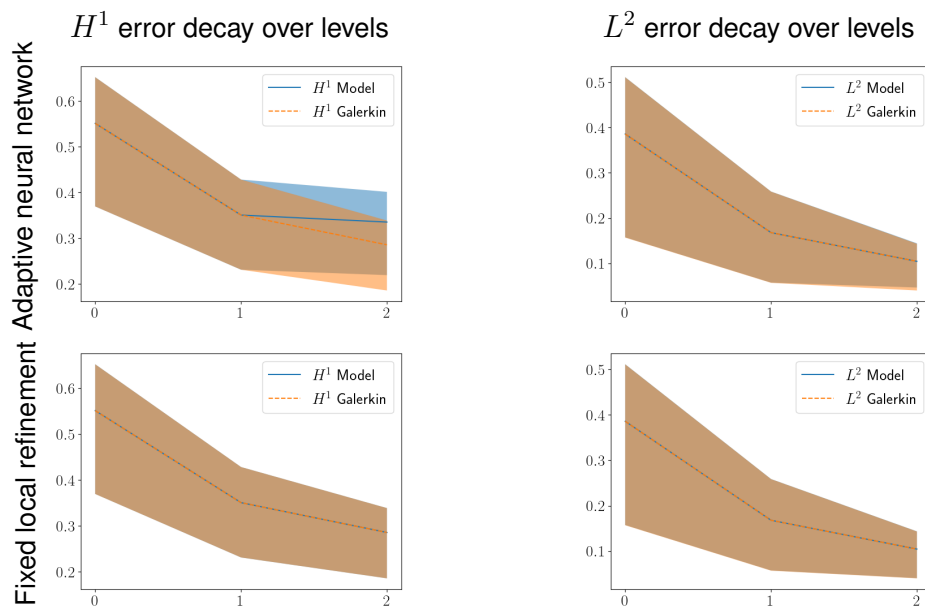 H¹ error decay over levels
L² error decay over levels
Adaptive neural network
0.6
0.5
0.4
0.3
0.2
0
1
2
H¹ Model
H¹ Galerkin
0.5
0.4
0.3
0.2
0.1
0
1
2
L² Model
L² Galerkin
Fixed local refinement
0.6
0.5
0.4
0.3
0.2
0
1
2
H¹ Model
H¹ Galerkin
0.5
0.4
0.3
0.2
0.1
0
1
2
L² Model
L² Galerkin